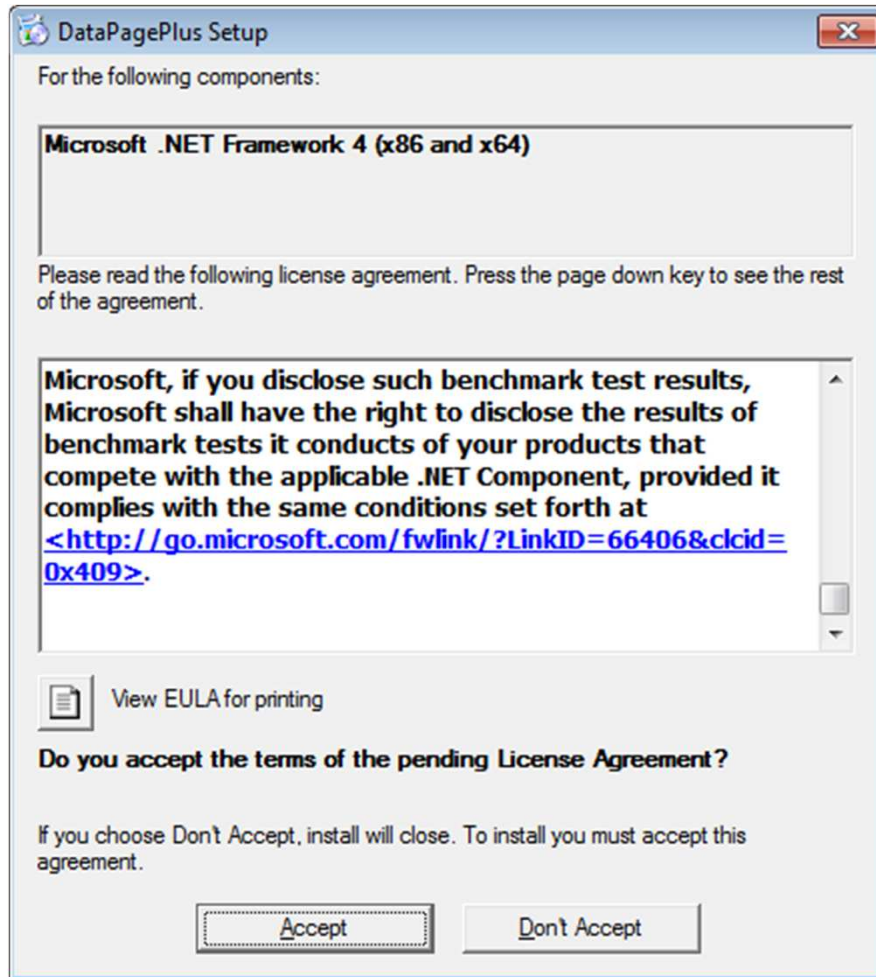 DataPagePlus Setup
For the following components:
Microsoft .NET Framework 4 (x86 and x64)
Please read the following license agreement. Press the page down key to see the rest
of the agreement.
Microsoft, if you disclose such benchmark test results,
Microsoft shall have the right to disclose the results of
benchmark tests it conducts of your products that
compete with the applicable .NET Component, provided it
complies with the same conditions set forth at
<http://go.microsoft.com/fwlink/?LinkID=66406&clcid=
0x409>.
View EULA for printing
Do you accept the terms of the pending License Agreement?
If you choose Don't Accept, install will close. To install you must accept this
agreement.
Accept
Don't Accept